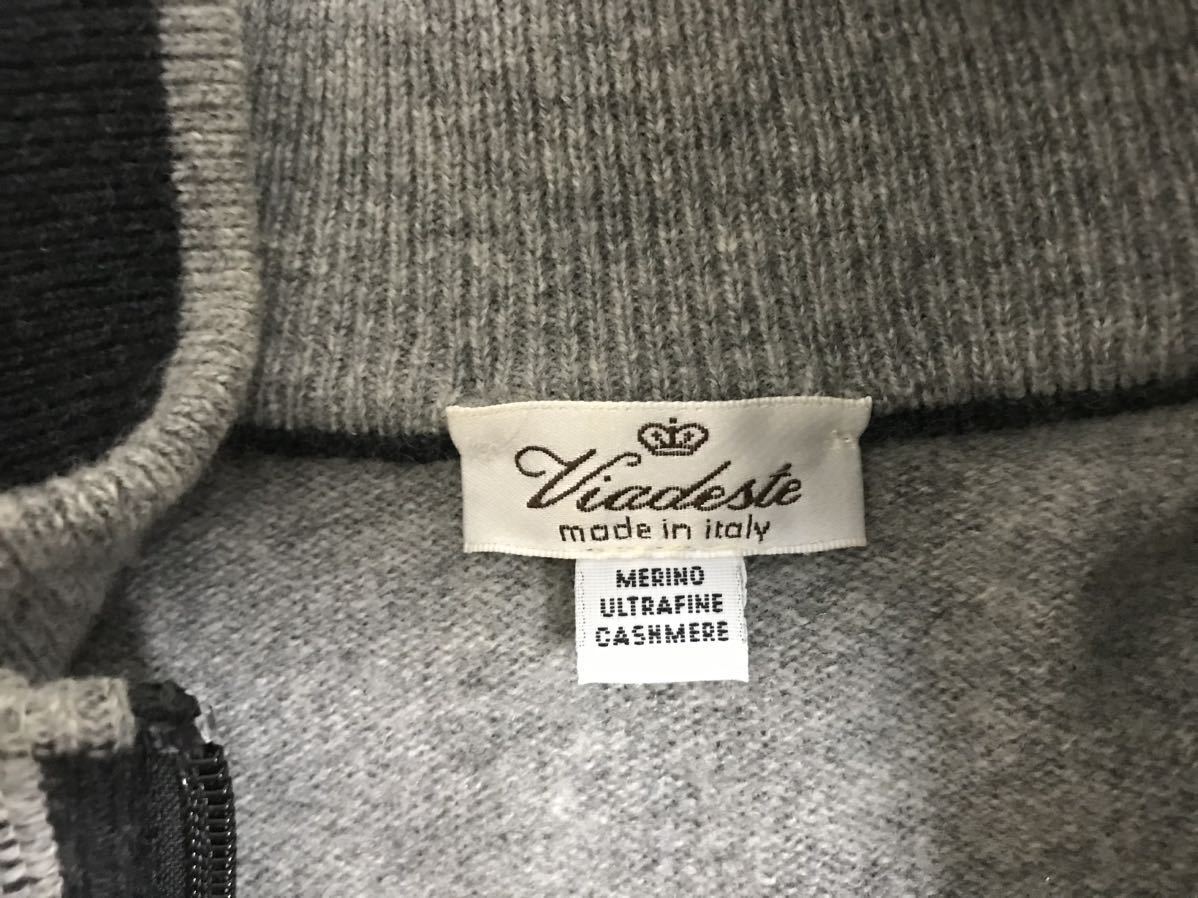 Viadeste
made in italy
MERINO
ULTRAFINE
CASHMERE